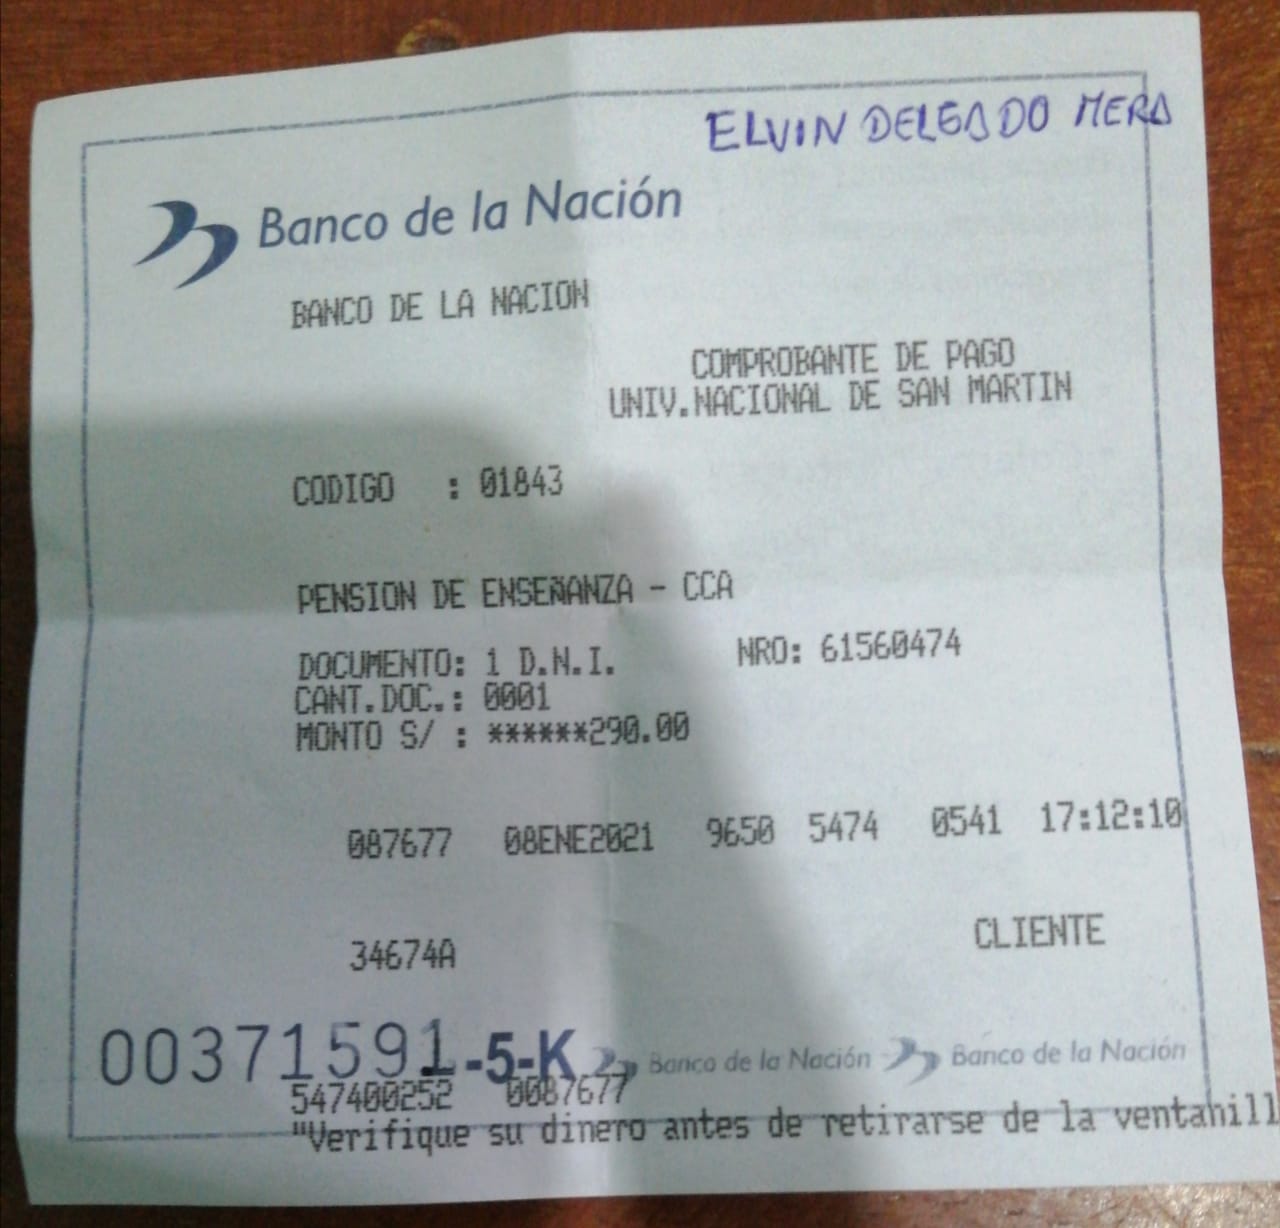 ELVIN DELGADO MERA
Banco de la Nación
BANCO DE LA NACION
COMPROBANTE DE PAGO
UNIV.NACIONAL DE SAN MARTIN
CODIGO : 01843
PENSION DE ENSEÑANZA - CCA
DOCUMENTO: 1 D.N.I. NRO: 61560474
CANT.DOC.: 0001
MONTO S/ : ******290.00
087677 08ENE2021 9650 5474 0541 17:12:10
34674A CLIENTE
00371591-5-K Banco de la Nación Banco de la Nación
547400252 0087677
"Verifique su dinero antes de retirarse de la ventanill